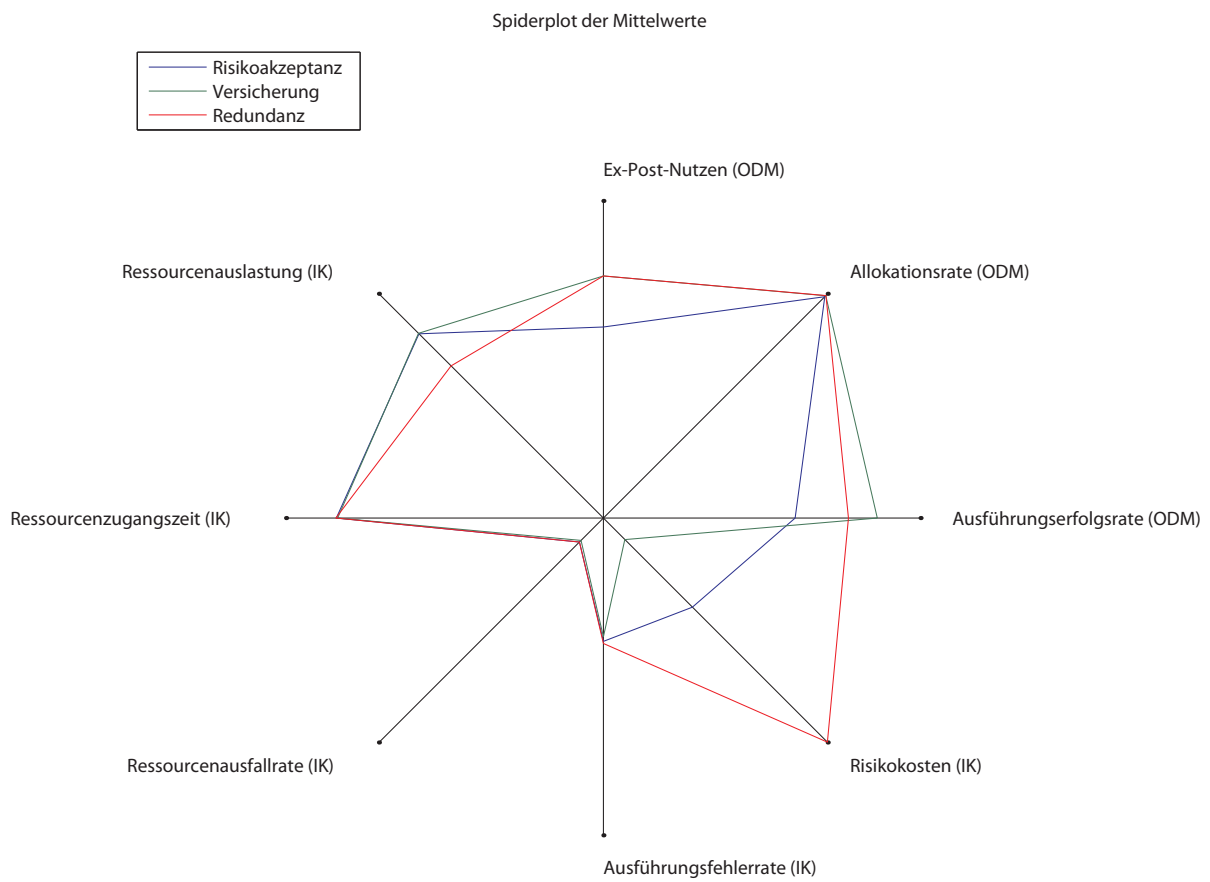 Spiderplot der Mittelwerte
Risikoakzeptanz
Versicherung
Redundanz
Ex-Post-Nutzen (ODM)
Ressourcenauslastung (IK)
Allokationsrate (ODM)
Ressourcenzugangszeit (IK)
Ausführungserfolgsrate (ODM)
Ressourcenausfallrate (IK)
Risikokosten (IK)
Ausführungsfehlerrate (IK)